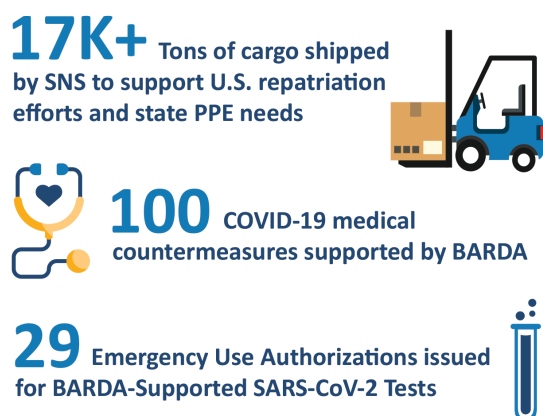 17K+ Tons of cargo shipped
by SNS to support U.S. repatriation
efforts and state PPE needs
100 COVID-19 medical
countermeasures supported by BARDA
29 Emergency Use Authorizations issued
for BARDA-Supported SARS-CoV-2 Tests